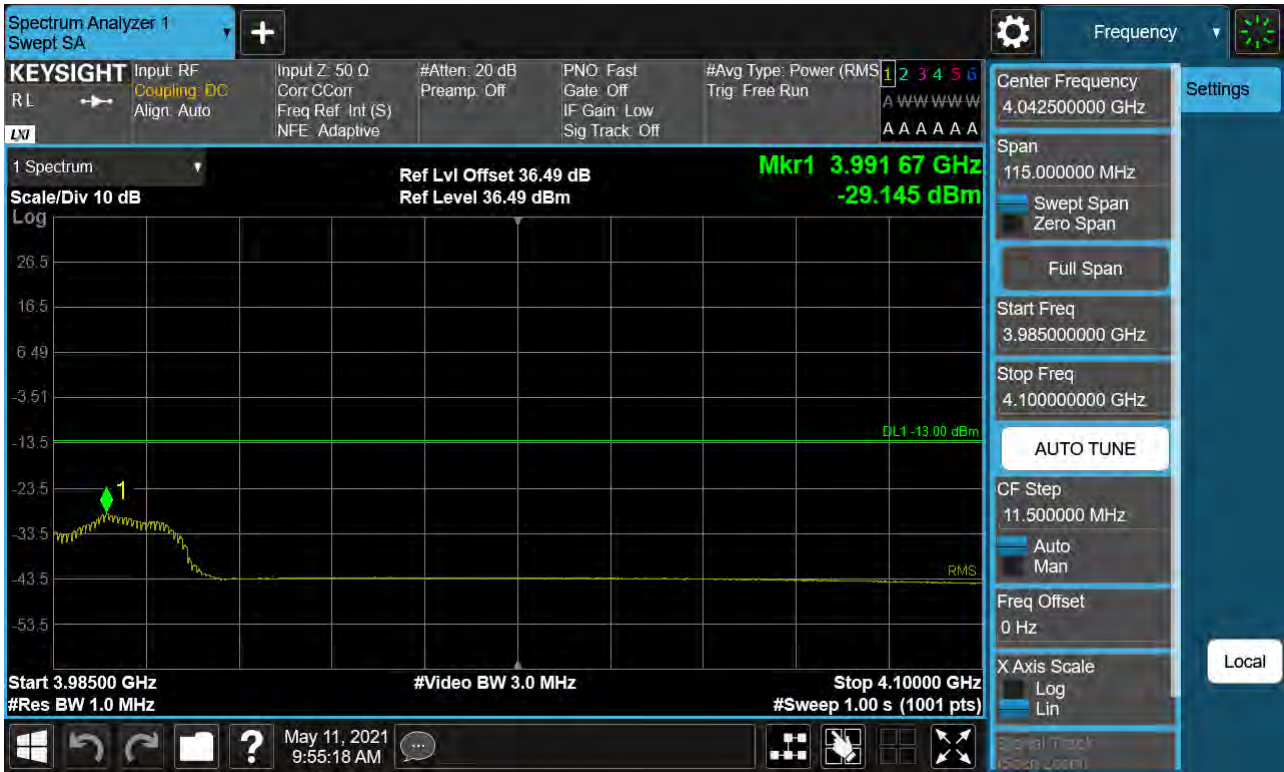 Spectrum Analyzer 1
Swept SA
Frequency
KEYSIGHT
RL
LXI
Input: RF
Coupling: DC
Align: Auto
Input Z: 50 Ω
Corr CCorr
Freq Ref: Int (S)
NFE: Adaptive
#Atten: 20 dB
Preamp: Off
PNO: Fast
Gate: Off
IF Gain: Low
Sig Track: Off
#Avg Type: Power (RMS
Trig: Free Run
1 2 3 4 5 6
A W W W W W
A A A A A A
1 Spectrum
Scale/Div 10 dB
Log
Ref Lvl Offset 36.49 dB
Ref Level 36.49 dBm
Mkr1 3.991 67 GHz
-29.145 dBm
26.5
16.5
6.49
-3.51
-13.5
-23.5
-33.5
-43.5
-53.5
DL1 -13.00 dBm
1
RMS
Start 3.98500 GHz
#Res BW 1.0 MHz
#Video BW 3.0 MHz
Stop 4.10000 GHz
#Sweep 1.00 s (1001 pts)
Center Frequency
4.042500000 GHz
Span
115.000000 MHz
Swept Span
Zero Span
Full Span
Start Freq
3.985000000 GHz
Stop Freq
4.100000000 GHz
AUTO TUNE
CF Step
11.500000 MHz
Auto
Man
Freq Offset
0 Hz
X Axis Scale
Log
Lin
Signal Track
(Span Zoom)
Settings
Local
?
May 11, 2021
9:55:18 AM